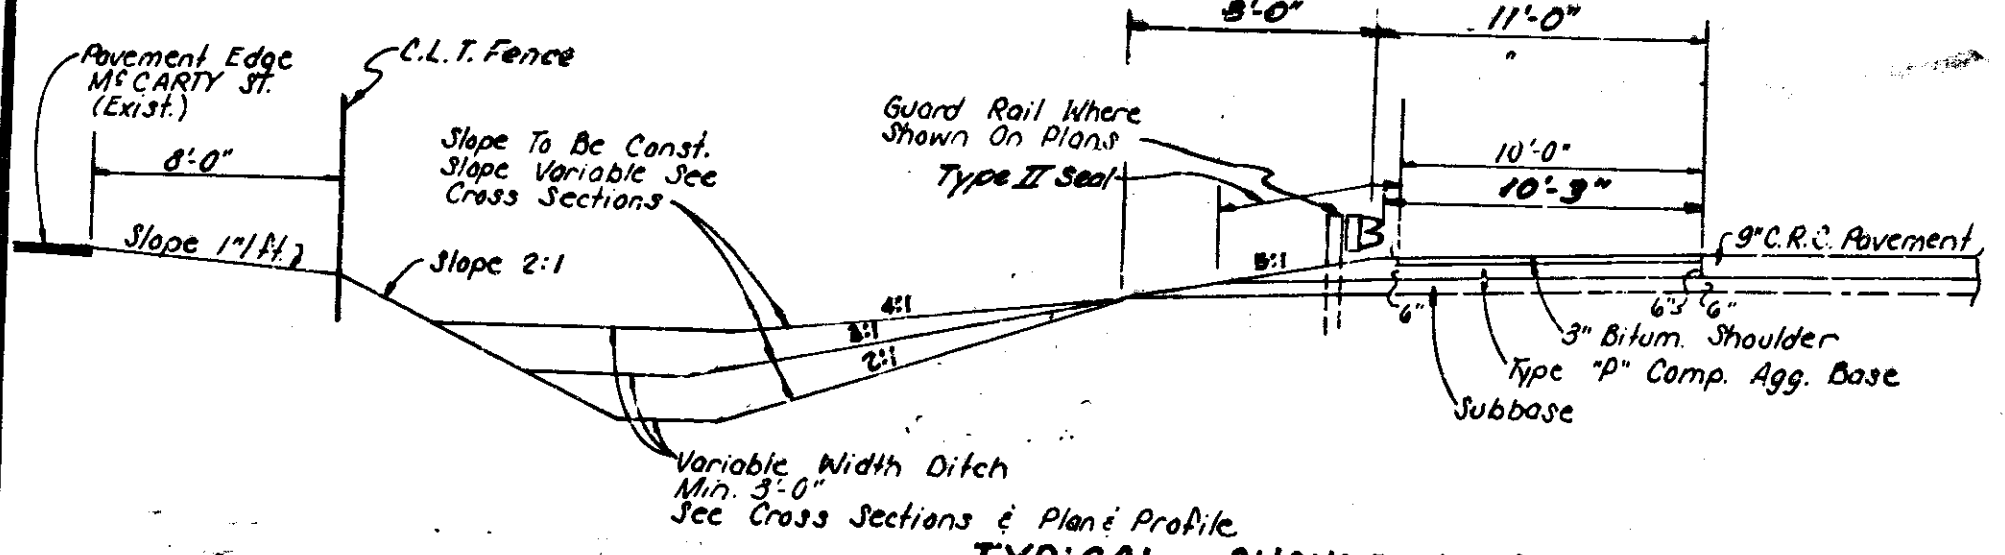 Pavement Edge
McCARTY ST.
(Exist.)
C.L.T. Fence
8'-0"
11'-0"
"
Guard Rail Where
Shown On Plans
Type II Seal
10'-0"
10'-3"
8'-0"
Slope To Be Const.
Slope Variable See
Cross Sections
Slope 1"/ft.
Slope 2:1
4:1
3:1
2:1
9" C.R.C. Pavement
6"
6"
6"
3" Bitum. Shoulder
Type "P" Comp. Agg. Base
Subbase
Variable Width Ditch
Min. 3'-0"
See Cross Sections & Plan & Profile
TYPICAL